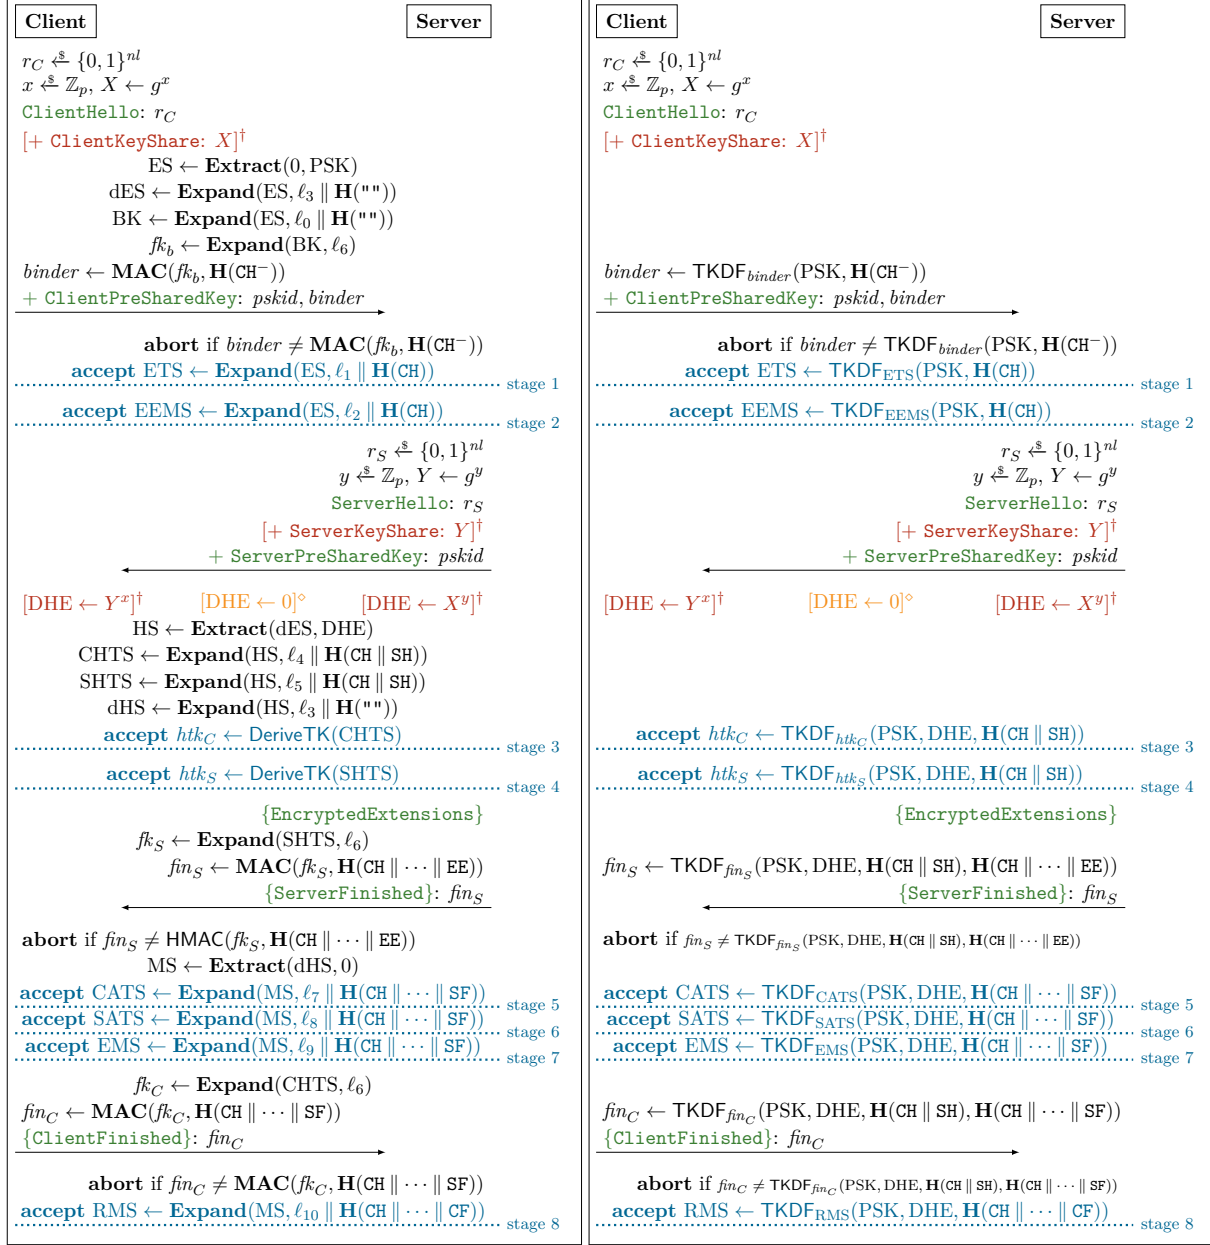 Client Server
r_C ←$ {0, 1}^{nl}
x ←$ ℤ_p, X ← g^x
ClientHello: r_C
[+ ClientKeyShare: X]^†
ES ← Extract(0, PSK)
dES ← Expand(ES, ℓ_3 ∥ H(""))
BK ← Expand(ES, ℓ_0 ∥ H(""))
fk_b ← Expand(BK, ℓ_6)
binder ← MAC(fk_b, H(CH^−))
+ ClientPreSharedKey: pskid, binder
abort if binder ≠ MAC(fk_b, H(CH^−))
accept ETS ← Expand(ES, ℓ_1 ∥ H(CH))
stage 1
accept EEMS ← Expand(ES, ℓ_2 ∥ H(CH))
stage 2
r_S ←$ {0, 1}^{nl}
y ←$ ℤ_p, Y ← g^y
ServerHello: r_S
[+ ServerKeyShare: Y]^†
+ ServerPreSharedKey: pskid
[DHE ← Y^x]^† [DHE ← 0]^⋄ [DHE ← X^y]^†
HS ← Extract(dES, DHE)
CHTS ← Expand(HS, ℓ_4 ∥ H(CH ∥ SH))
SHTS ← Expand(HS, ℓ_5 ∥ H(CH ∥ SH))
dHS ← Expand(HS, ℓ_3 ∥ H(""))
accept htk_C ← DeriveTK(CHTS)
stage 3
accept htk_S ← DeriveTK(SHTS)
stage 4
{EncryptedExtensions}
fk_S ← Expand(SHTS, ℓ_6)
fin_S ← MAC(fk_S, H(CH ∥ ⋯ ∥ EE))
{ServerFinished}: fin_S
abort if fin_S ≠ HMAC(fk_S, H(CH ∥ ⋯ ∥ EE))
MS ← Extract(dHS, 0)
accept CATS ← Expand(MS, ℓ_7 ∥ H(CH ∥ ⋯ ∥ SF))
stage 5
accept SATS ← Expand(MS, ℓ_8 ∥ H(CH ∥ ⋯ ∥ SF))
stage 6
accept EMS ← Expand(MS, ℓ_9 ∥ H(CH ∥ ⋯ ∥ SF))
stage 7
fk_C ← Expand(CHTS, ℓ_6)
fin_C ← MAC(fk_C, H(CH ∥ ⋯ ∥ SF))
{ClientFinished}: fin_C
abort if fin_C ≠ MAC(fk_C, H(CH ∥ ⋯ ∥ SF))
accept RMS ← Expand(MS, ℓ_10 ∥ H(CH ∥ ⋯ ∥ CF))
stage 8
Client Server
r_C ←$ {0, 1}^{nl}
x ←$ ℤ_p, X ← g^x
ClientHello: r_C
[+ ClientKeyShare: X]^†
binder ← TKDF_binder(PSK, H(CH^−))
+ ClientPreSharedKey: pskid, binder
abort if binder ≠ TKDF_binder(PSK, H(CH^−))
accept ETS ← TKDF_ETS(PSK, H(CH))
stage 1
accept EEMS ← TKDF_EEMS(PSK, H(CH))
stage 2
r_S ←$ {0, 1}^{nl}
y ←$ ℤ_p, Y ← g^y
ServerHello: r_S
[+ ServerKeyShare: Y]^†
+ ServerPreSharedKey: pskid
[DHE ← Y^x]^† [DHE ← 0]^⋄ [DHE ← X^y]^†
accept htk_C ← TKDF_{htk_C}(PSK, DHE, H(CH ∥ SH))
stage 3
accept htk_S ← TKDF_{htk_S}(PSK, DHE, H(CH ∥ SH))
stage 4
{EncryptedExtensions}
fin_S ← TKDF_{fin_S}(PSK, DHE, H(CH ∥ SH), H(CH ∥ ⋯ ∥ EE))
{ServerFinished}: fin_S
abort if fin_S ≠ TKDF_{fin_S}(PSK, DHE, H(CH ∥ SH), H(CH ∥ ⋯ ∥ EE))
accept CATS ← TKDF_CATS(PSK, DHE, H(CH ∥ ⋯ ∥ SF))
stage 5
accept SATS ← TKDF_SATS(PSK, DHE, H(CH ∥ ⋯ ∥ SF))
stage 6
accept EMS ← TKDF_EMS(PSK, DHE, H(CH ∥ ⋯ ∥ SF))
stage 7
fin_C ← TKDF_{fin_C}(PSK, DHE, H(CH ∥ SH), H(CH ∥ ⋯ ∥ SF))
{ClientFinished}: fin_C
abort if fin_C ≠ TKDF_{fin_C}(PSK, DHE, H(CH ∥ SH), H(CH ∥ ⋯ ∥ SF))
accept RMS ← TKDF_RMS(PSK, DHE, H(CH ∥ ⋯ ∥ CF))
stage 8